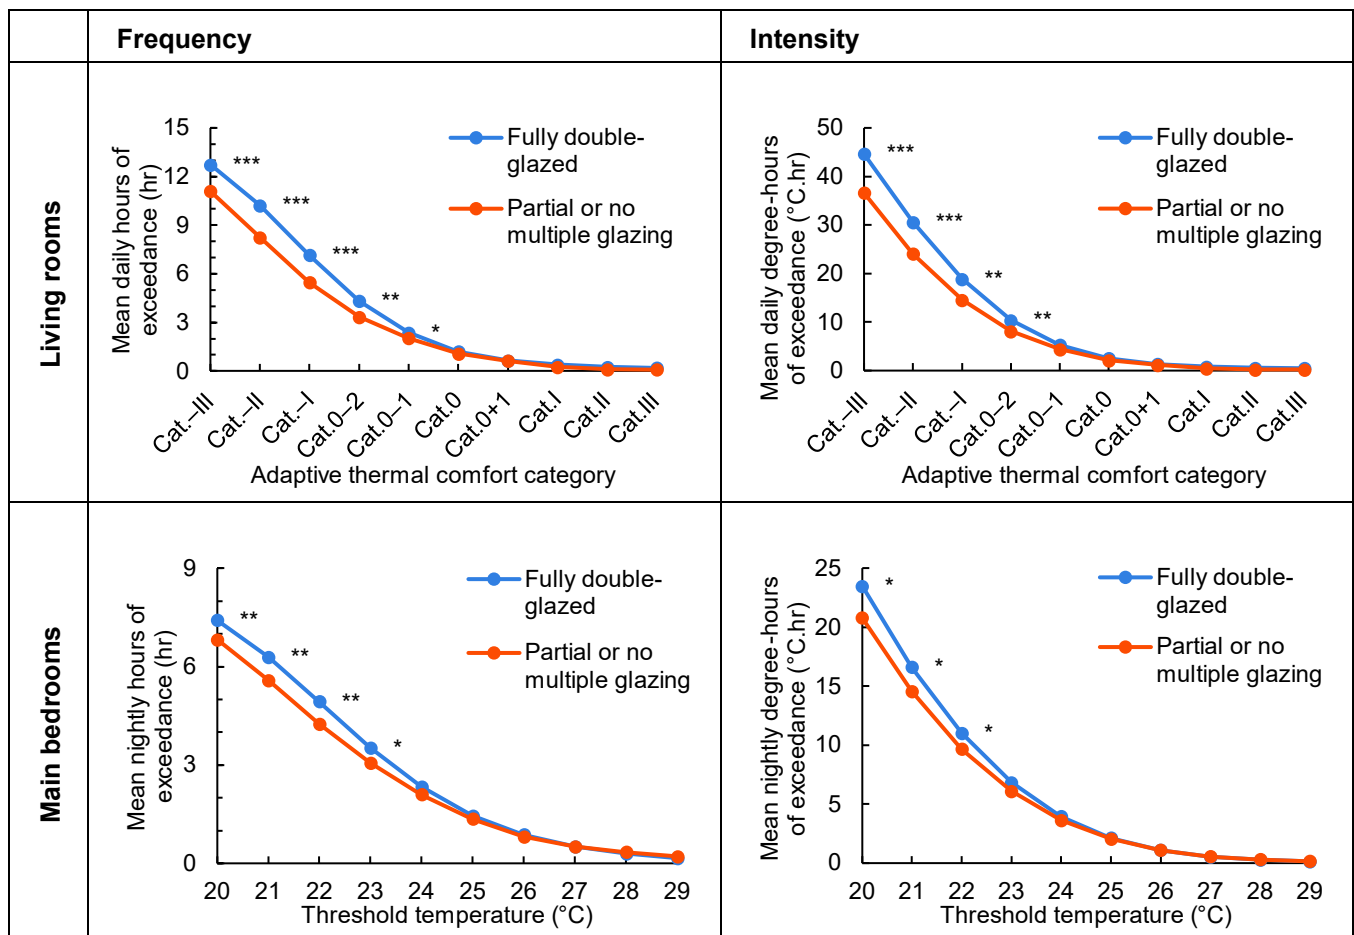 Frequency
Intensity
Living rooms
Mean daily hours of
exceedance (hr)
15
12
9
6
3
0
***
***
***
**
*
Fully double-
glazed
Partial or no
multiple glazing
Cat.–III
Cat.–II
Cat.–I
Cat.0–2
Cat.0–1
Cat.0
Cat.0+1
Cat.I
Cat.II
Cat.III
Adaptive thermal comfort category
Mean daily degree-hours
of exceedance (°C.hr)
50
40
30
20
10
0
***
***
**
**
Fully double-
glazed
Partial or no
multiple glazing
Cat.–III
Cat.–II
Cat.–I
Cat.0–2
Cat.0–1
Cat.0
Cat.0+1
Cat.I
Cat.II
Cat.III
Adaptive thermal comfort category
Main bedrooms
Mean nightly hours of
exceedance (hr)
9
6
3
0
**
**
**
*
Fully double-
glazed
Partial or no
multiple glazing
20 21 22 23 24 25 26 27 28 29
Threshold temperature (°C)
Mean nightly degree-hours
of exceedance (°C.hr)
25
20
15
10
5
0
*
*
*
Fully double-
glazed
Partial or no
multiple glazing
20 21 22 23 24 25 26 27 28 29
Threshold temperature (°C)